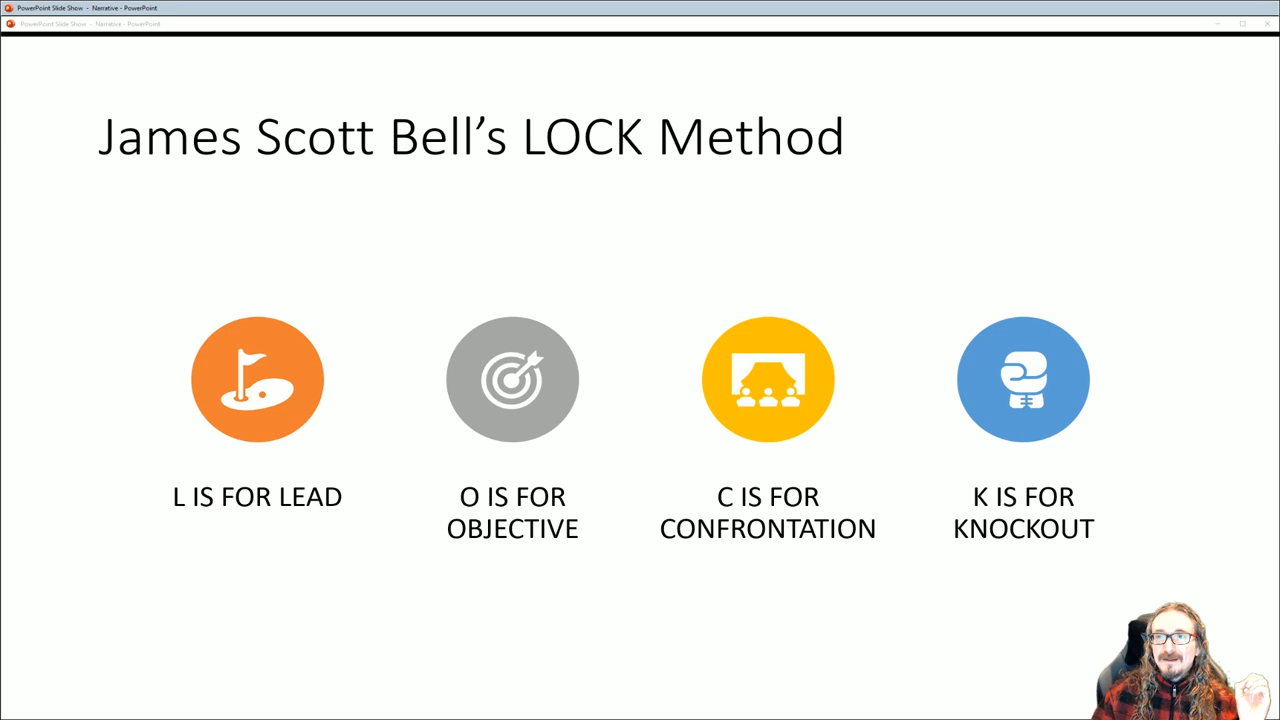 PowerPoint Slide Show - Narrative - PowerPoint
PowerPoint Slide Show - Narrative - PowerPoint
James Scott Bell’s LOCK Method
L IS FOR LEAD
O IS FOR
OBJECTIVE
C IS FOR
CONFRONTATION
K IS FOR
KNOCKOUT